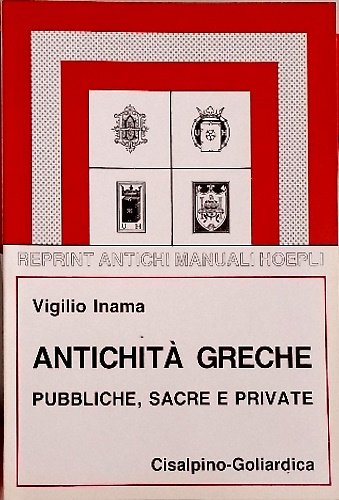 REPRINT ANTICHI MANUALI HOEPLI
Vigilio Inama
ANTICHITÀ GRECHE
PUBBLICHE, SACRE E PRIVATE
Cisalpino-Goliardica
U H